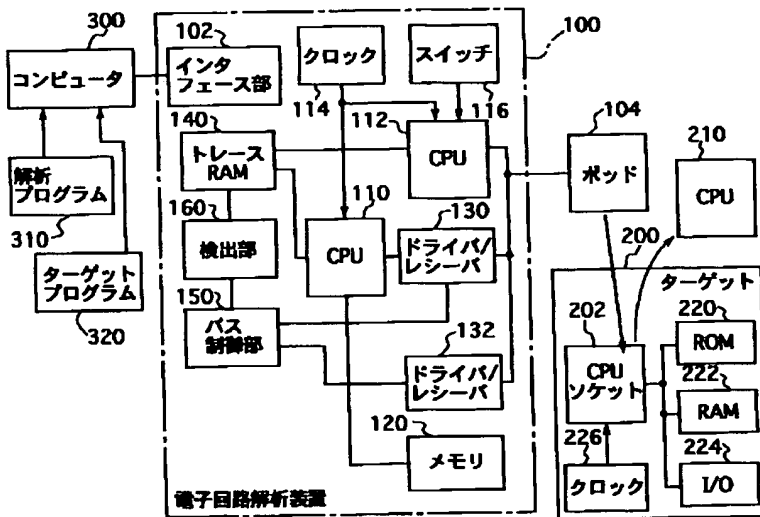 300
コンピュータ
解析
プログラム
310
ターゲット
プログラム
320
102
インタ
フェース部
クロック
114
スイッチ
116
100
140
トレース
RAM
112
CPU
160
検出部
110
CPU
130
ドライバ/
レシーバ
150
バス
制御部
132
ドライバ/
レシーバ
120
メモリ
電子回路解析装置
104
ポッド
210
CPU
200
ターゲット
202
CPU
ソケット
220
ROM
222
RAM
224
I/O
226
クロック